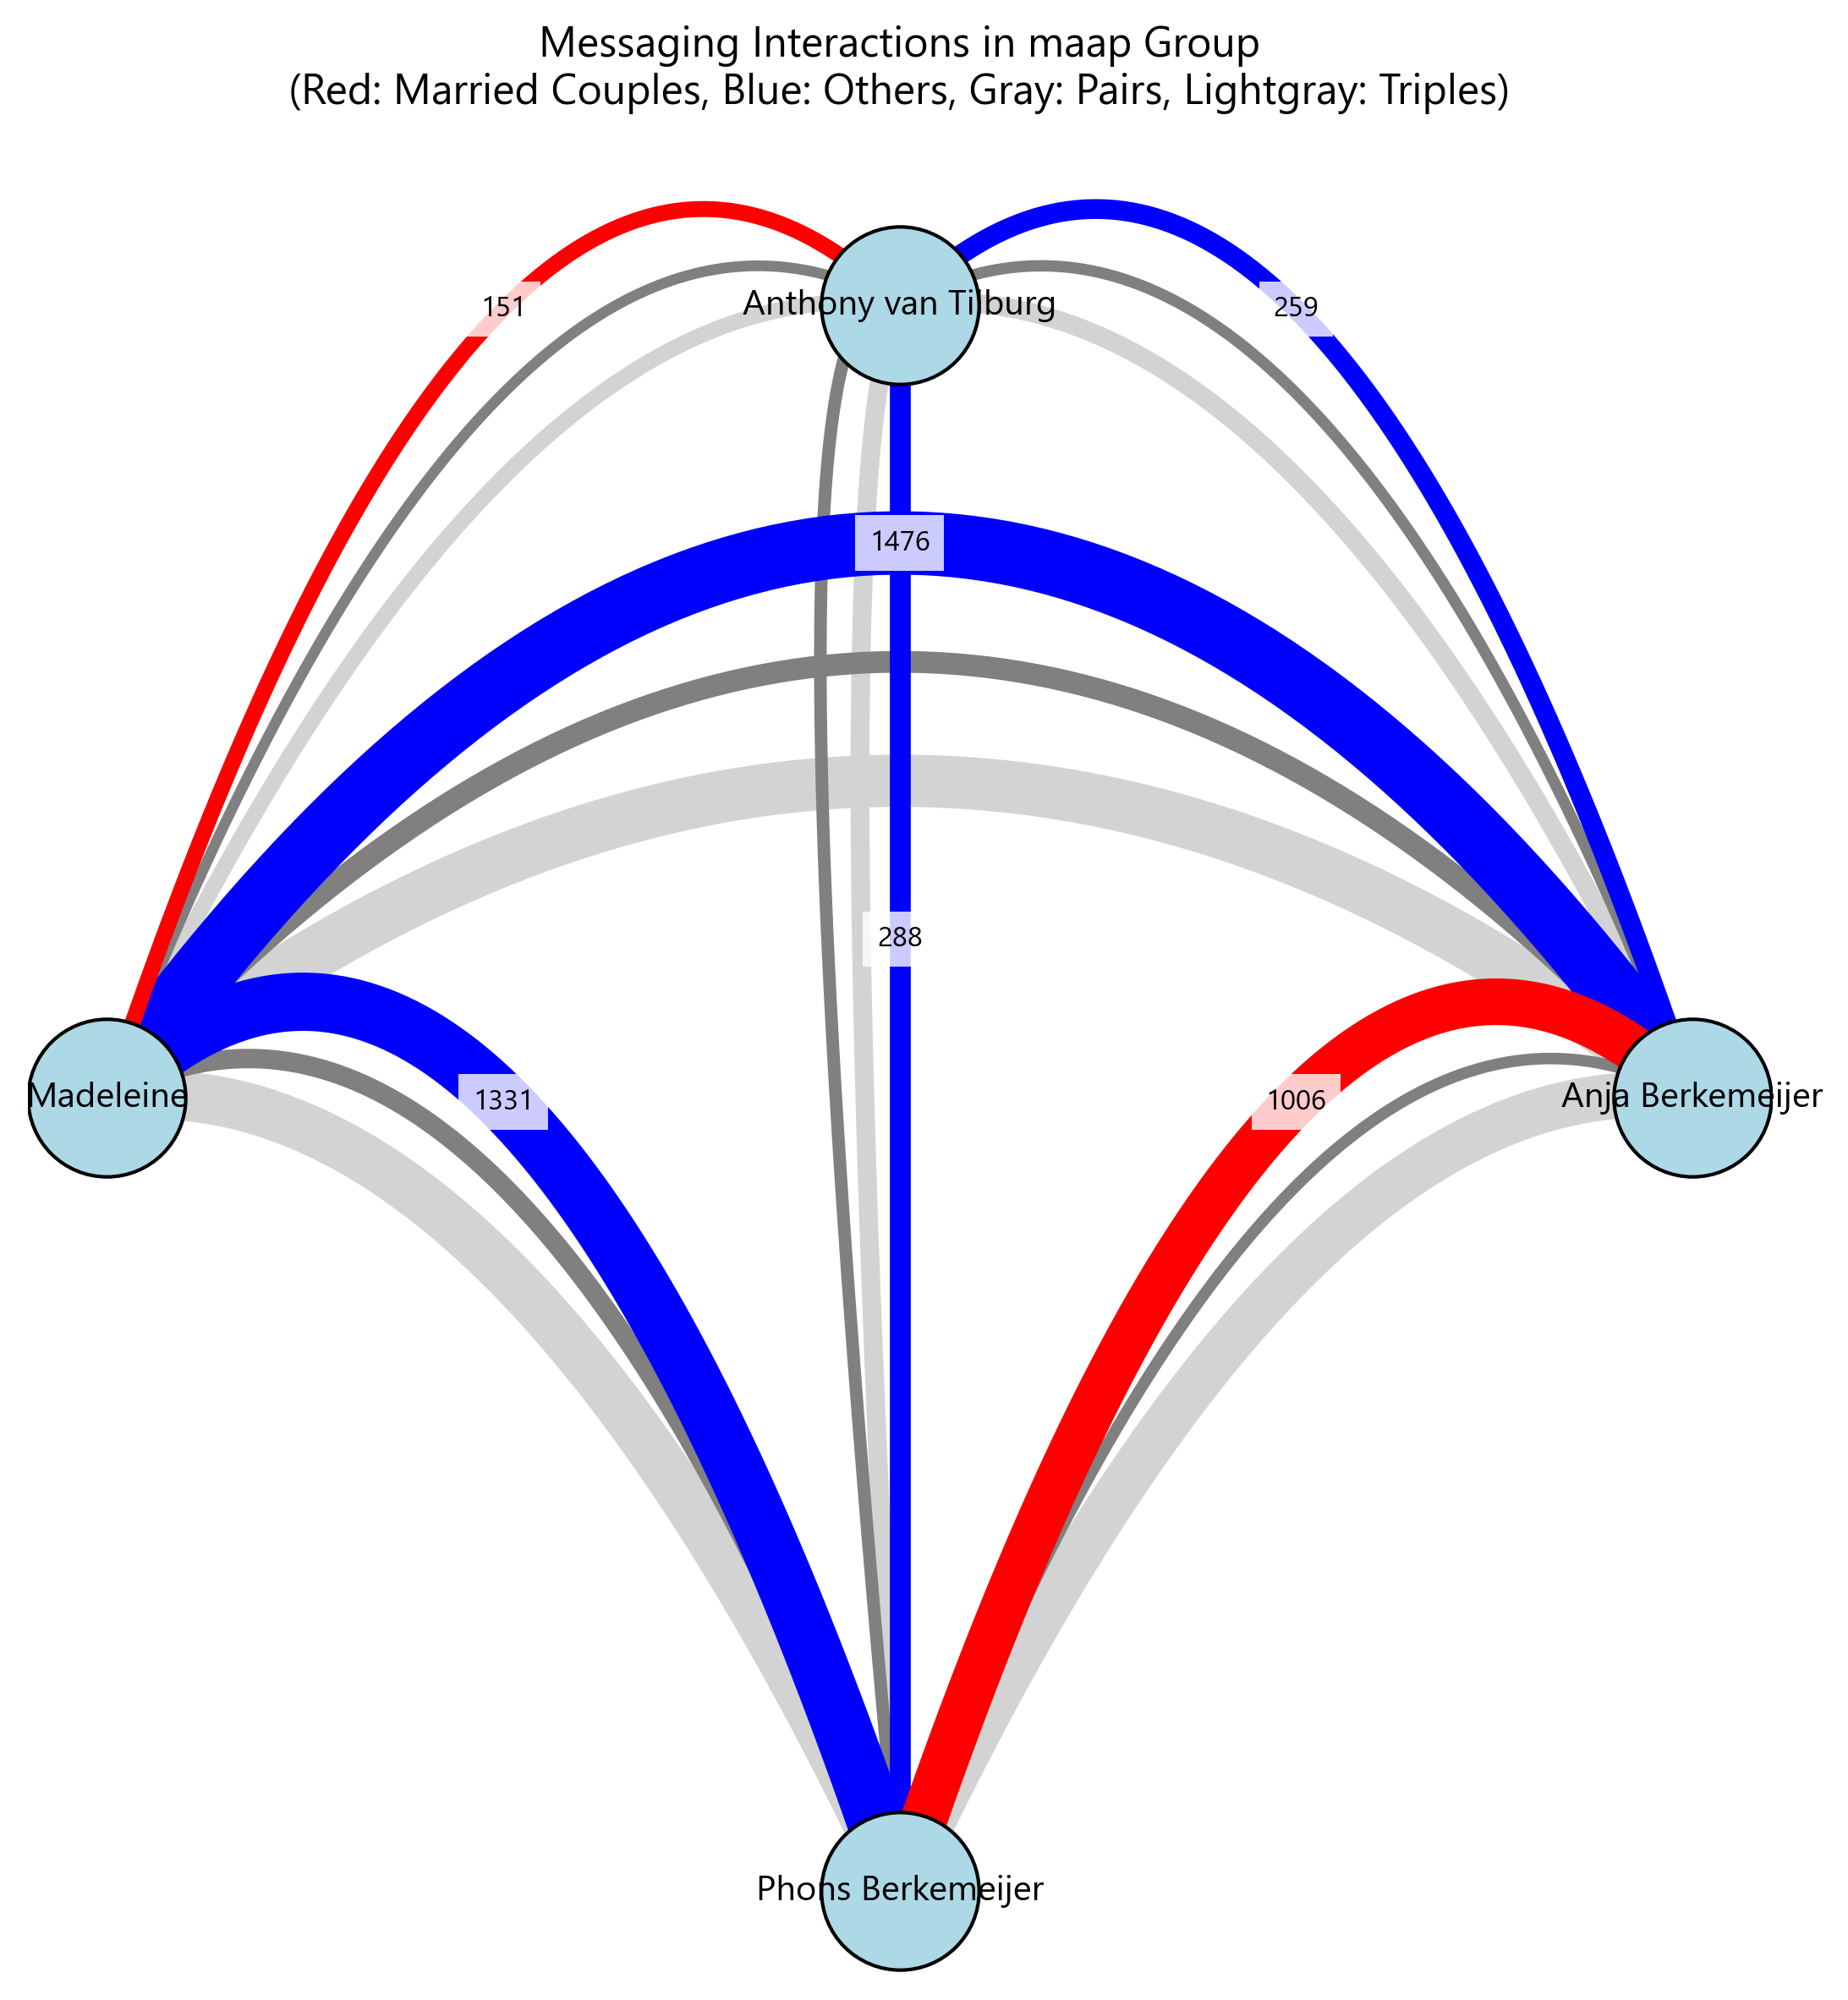 Messaging Interactions in maap Group
(Red: Married Couples, Blue: Others, Gray: Pairs, Lightgray: Triples)
151
Anthony van Tilburg
259
1476
288
Madeleine
1331
1006
Anja Berkemeijer
Phons Berkemeijer